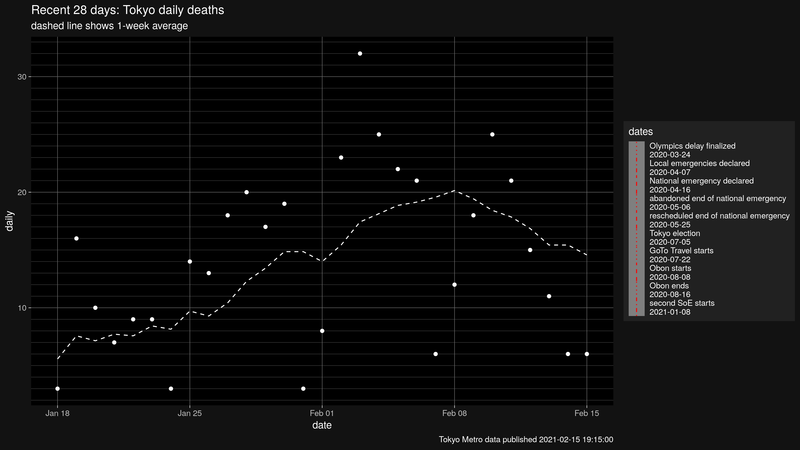 Recent 28 days: Tokyo daily deaths
dashed line shows 1-week average
30
20
10
daily
Jan 18
Jan 25
Feb 01
Feb 08
Feb 15
date
dates
Olympics delay finalized
2020-03-24
Local emergencies declared
2020-04-07
National emergency declared
2020-04-16
abandoned end of national emergency
2020-05-06
rescheduled end of national emergency
2020-05-25
Tokyo election
2020-07-05
GoTo Travel starts
2020-07-22
Obon starts
2020-08-08
Obon ends
2020-08-16
second SoE starts
2021-01-08
Tokyo Metro data published 2021-02-15 19:15:00